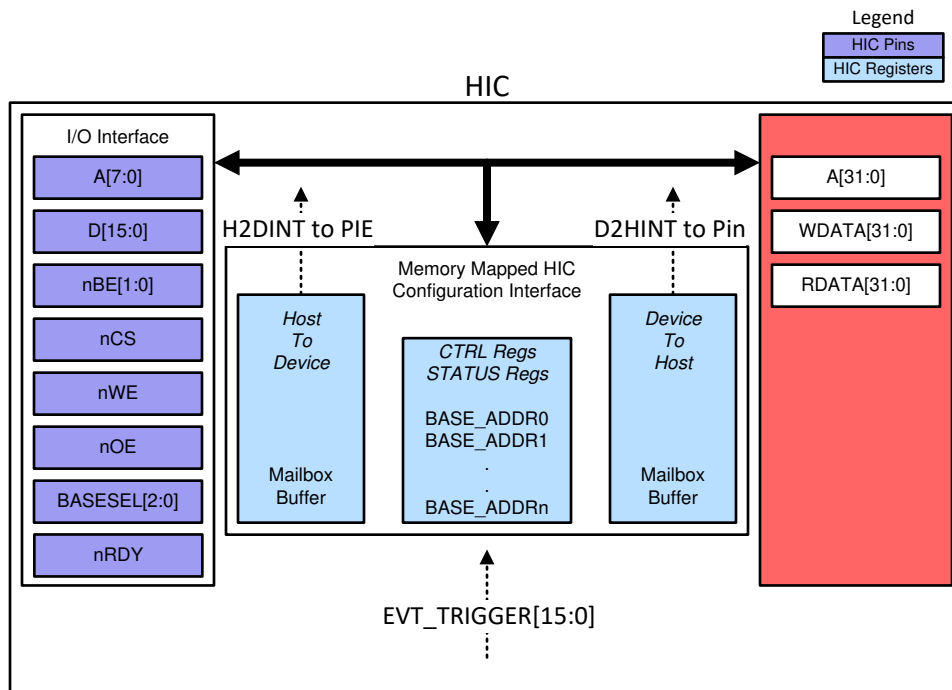 Legend
HIC Pins
HIC Registers
HIC
I/O Interface
A[7:0]
D[15:0]
nBE[1:0]
nCS
nWE
nOE
BASESEL[2:0]
nRDY
H2DINT to PIE
D2HINT to Pin
Memory Mapped HIC
Configuration Interface
Host
To
Device
Mailbox
Buffer
CTRL Regs
STATUS Regs
BASE_ADDR0
BASE_ADDR1
.
.
BASE_ADDRn
Device
To
Host
Mailbox
Buffer
A[31:0]
WDATA[31:0]
RDATA[31:0]
EVT_TRIGGER[15:0]